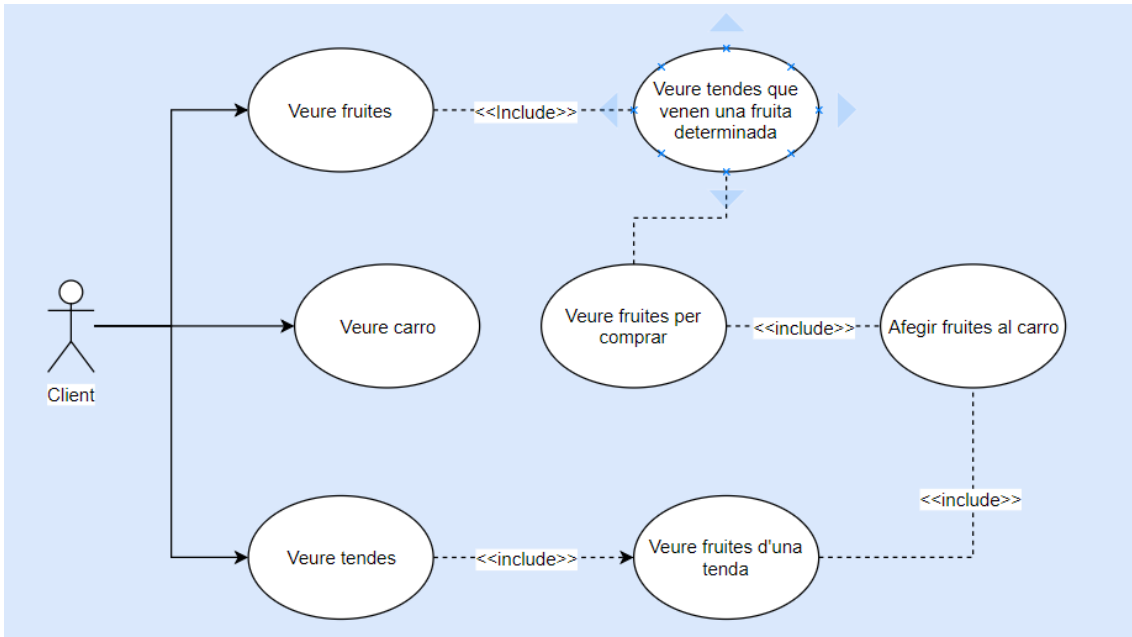 Veure fruites
<<Include>>
Veure tendes que
venen una fruita
determinada
Client
Veure carro
Veure fruites per
comprar
<<include>>
Afegir fruites al carro
<<include>>
Veure tendes
<<include>>
Veure fruites d'una
tenda